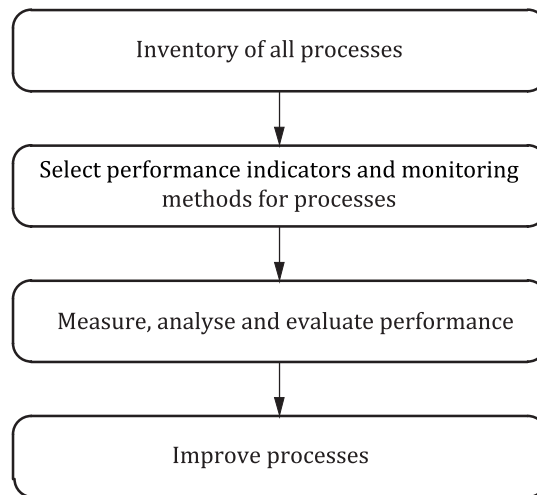 Inventory of all processes
Select performance indicators and monitoring
methods for processes
Measure, analyse and evaluate performance
Improve processes